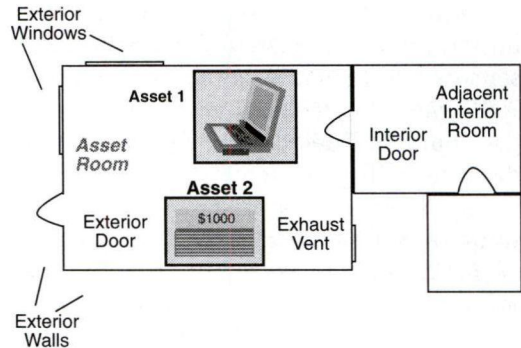 Exterior
Windows
Asset 1
Adjacent
Interior
Room
Interior
Door
Asset
Room
Asset 2
$1000
Exterior
Door
Exhaust
Vent
Exterior
Walls